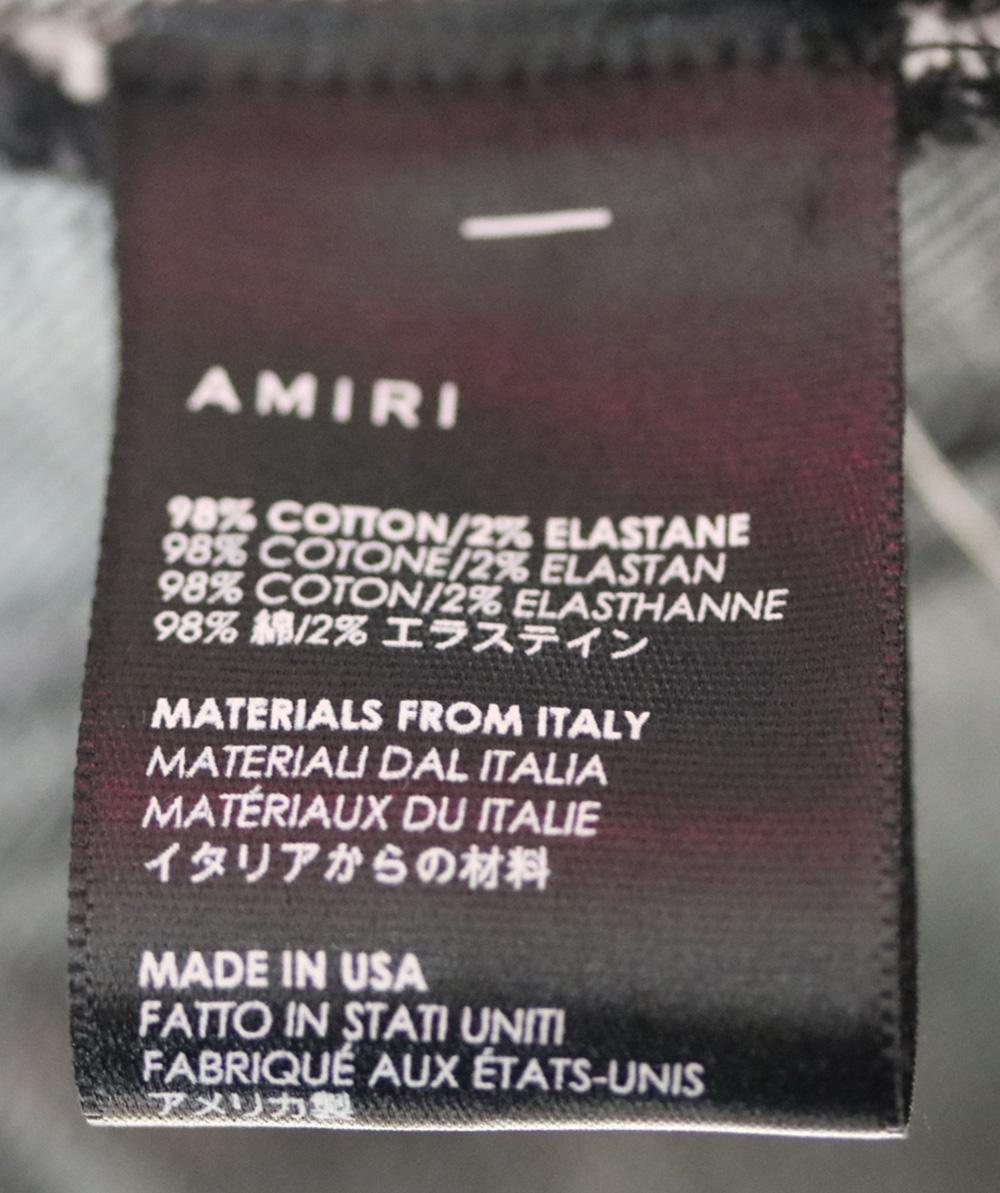 AMIRI
98% COTTON/2% ELASTANE
98% COTONE/2% ELASTAN
98% COTON/2% ELASTHANNE
98% 綿/2% エラステイン
MATERIALS FROM ITALY
MATERIALI DAL ITALIA
MATÉRIAUX DU ITALIE
イタリアからの材料
MADE IN USA
FATTO IN STATI UNITI
FABRIQUÉ AUX ÉTATS-UNIS
アメリカ製